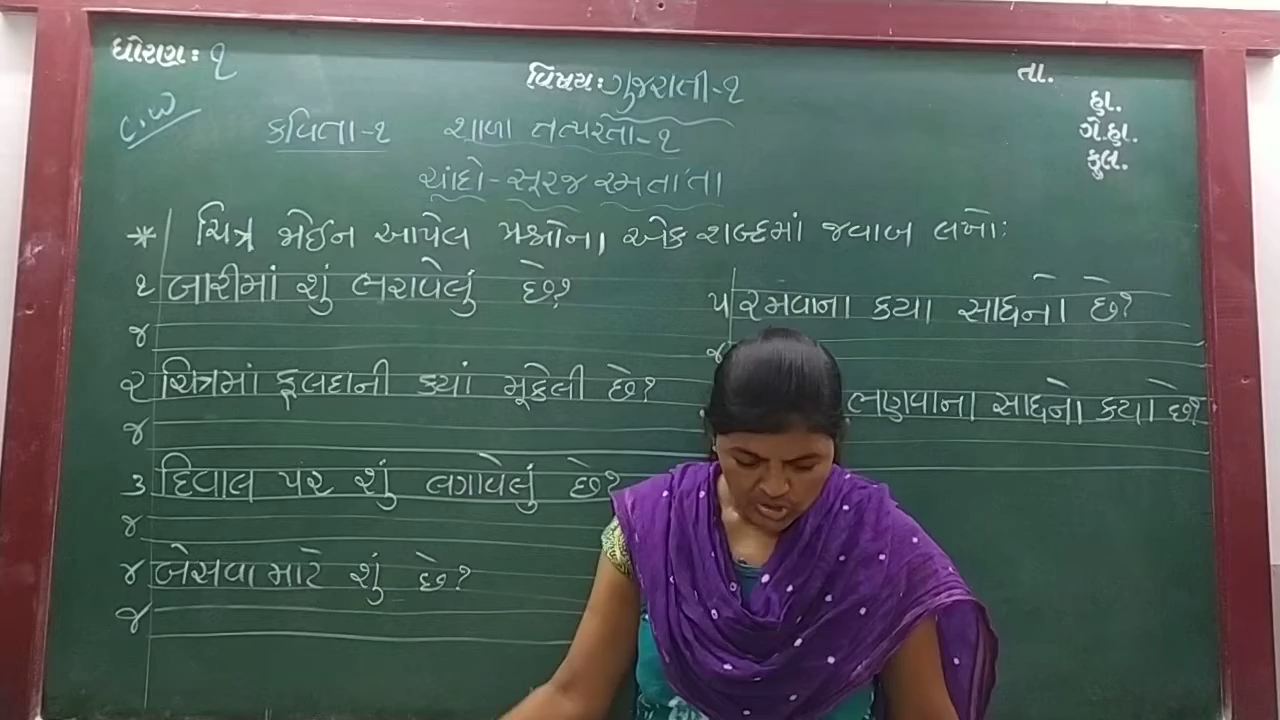 ધોરણ: ૧
વિષય: ગુજરાતી-૧
તા.
હા.
ગે.હા.
કુલ.
C.W
કવિતા-૧ શાળા તત્પરતા-૧
ચાંદો-સૂરજ રમતા'તા
* ચિત્ર જોઈને આપેલ પ્રશ્નોના એક શબ્દમાં જવાબ લખો:
૧ બારીમાં શું ભરાવેલું છે?
જ
૨ ચિત્રમાં ફૂલદાની ક્યાં મૂકેલી છે?
જ
૩ દિવાલ પર શું લગાવેલું છે?
જ
૪ બેસવા માટે શું છે?
જ
૫ રમવાના કયા સાધનો છે?
જ
ભણવાના સાધનો કયા છે?